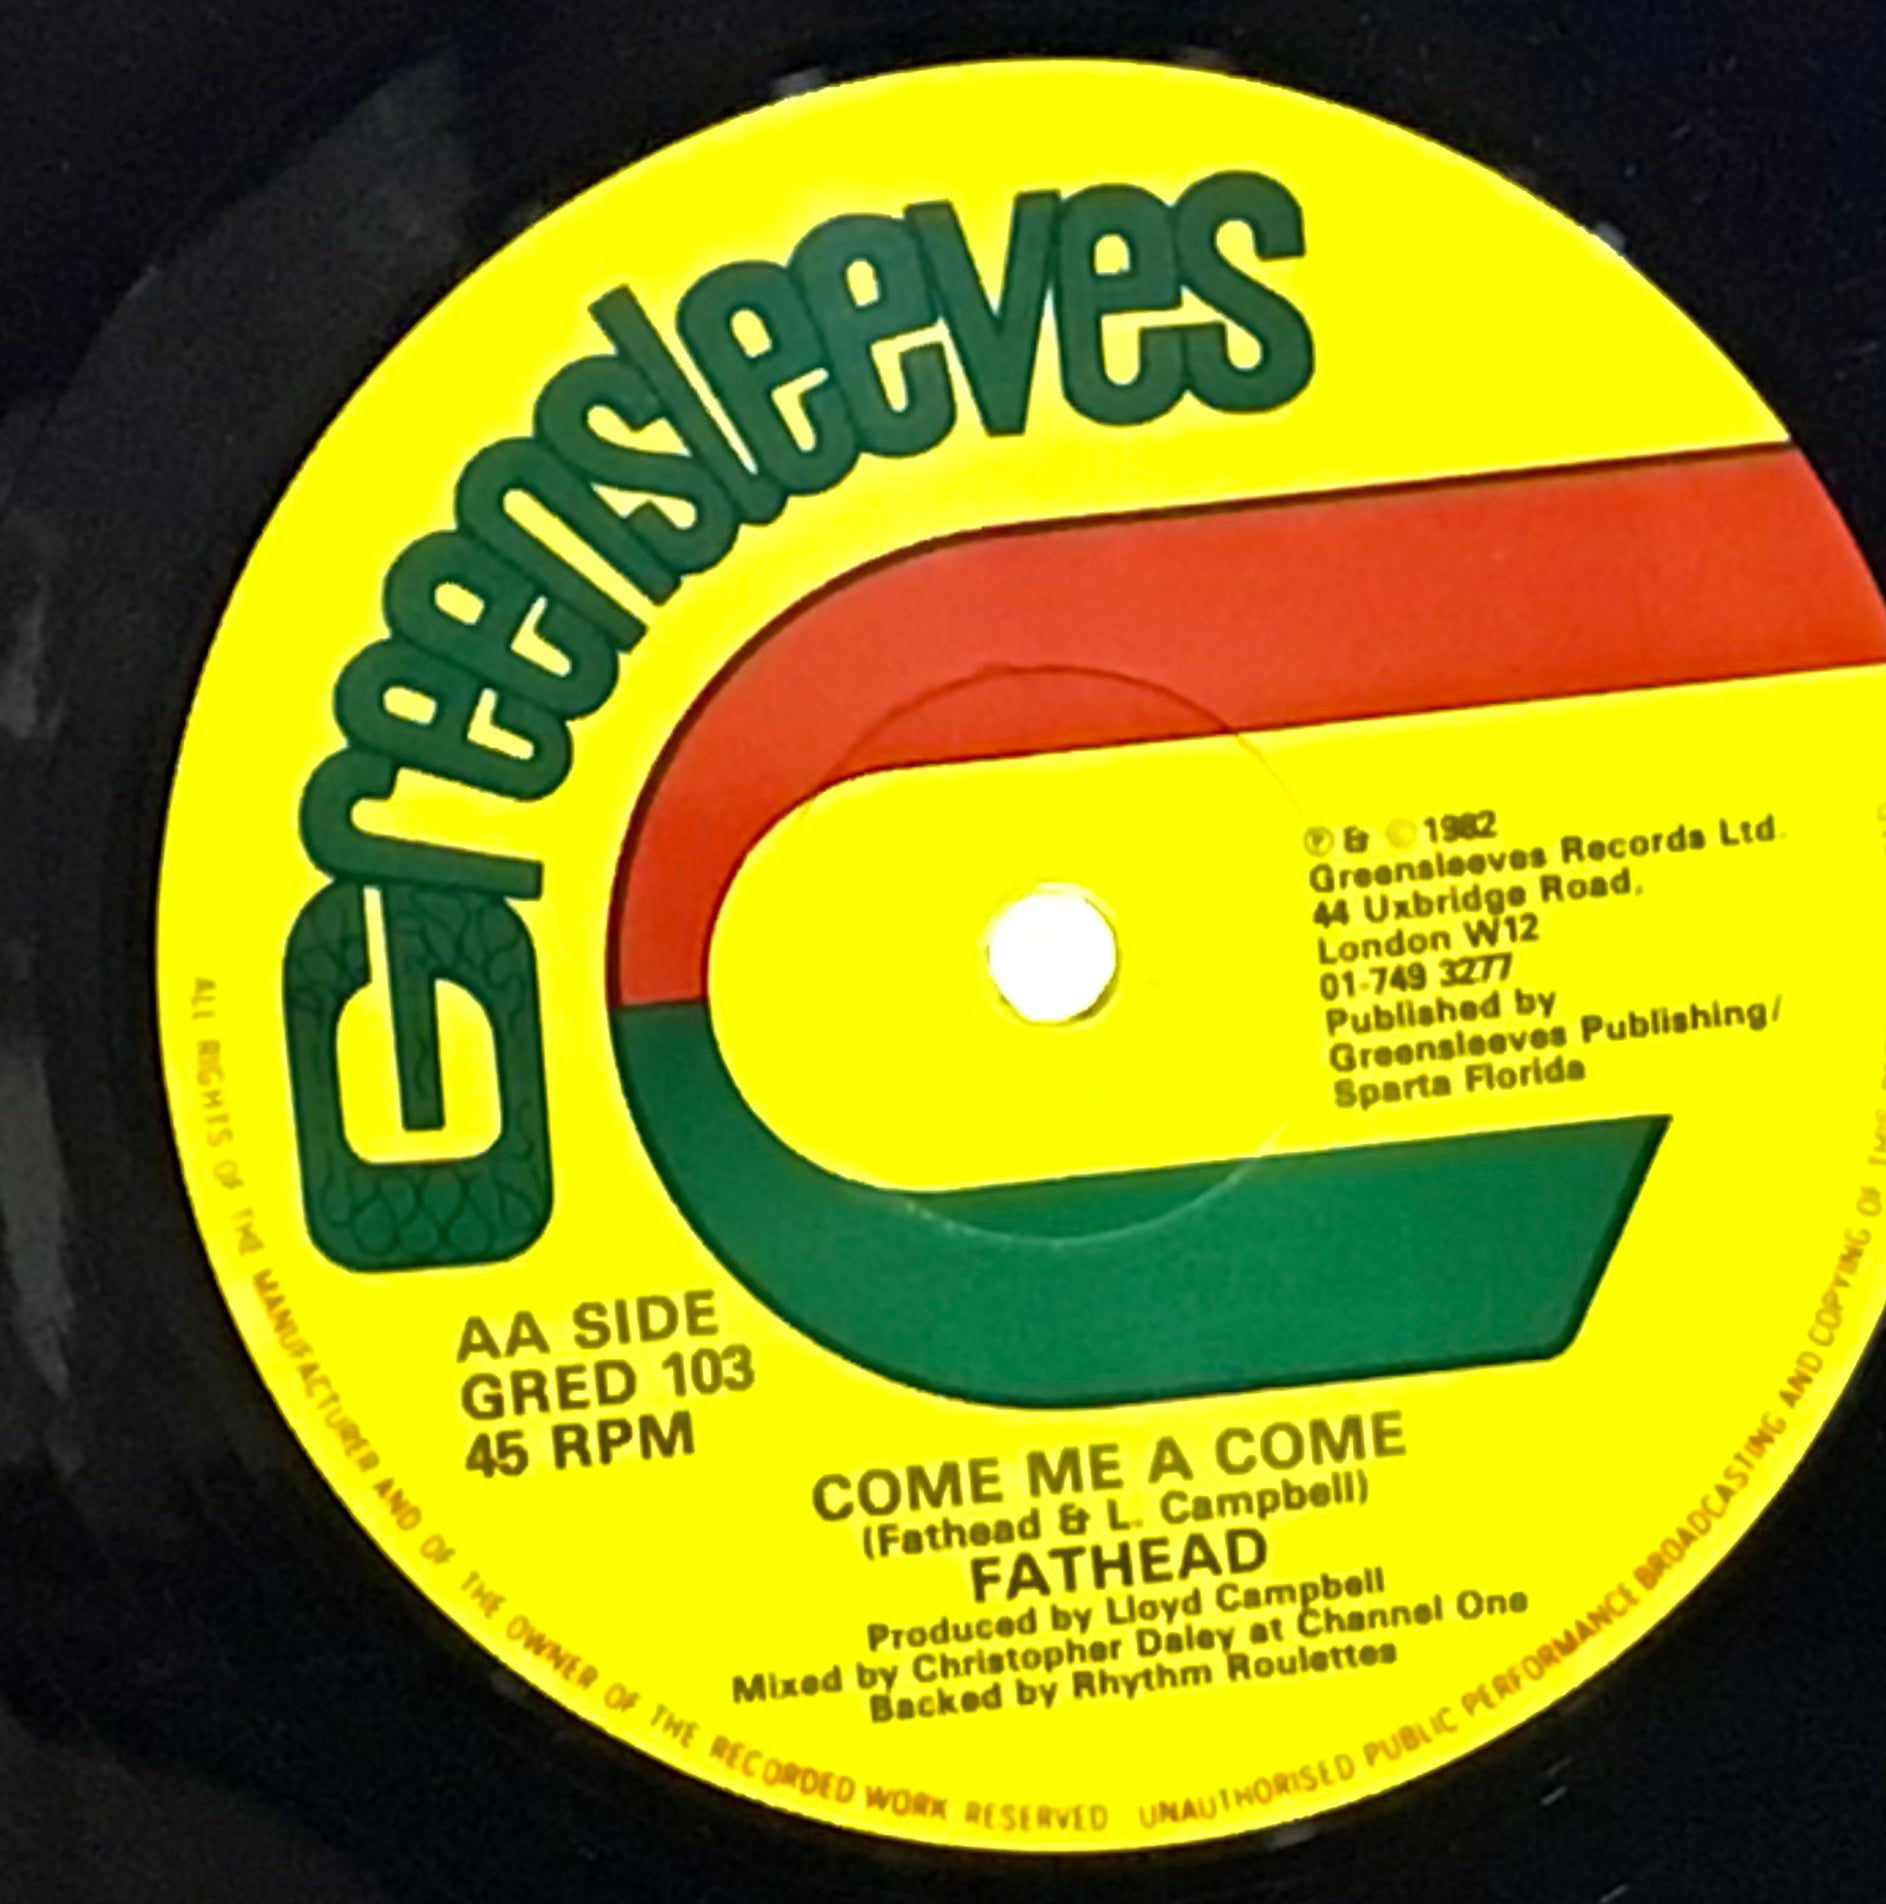 Greensleeves
℗ & © 1982
Greensleeves Records Ltd.
44 Uxbridge Road,
London W12
01-749 3277
Published by
Greensleeves Publishing/
Sparta Florida
AA SIDE
GRED 103
45 RPM
COME ME A COME
(Fathead & L. Campbell)
FATHEAD
Produced by Lloyd Campbell
Mixed by Christopher Daley at Channel One
Backed by Rhythm Roulettes
ALL RIGHTS OF THE MANUFACTURER AND OF THE OWNER OF THE RECORDED WORK RESERVED UNAUTHORISED PUBLIC PERFORMANCE BROADCASTING AND COPYING OF THIS